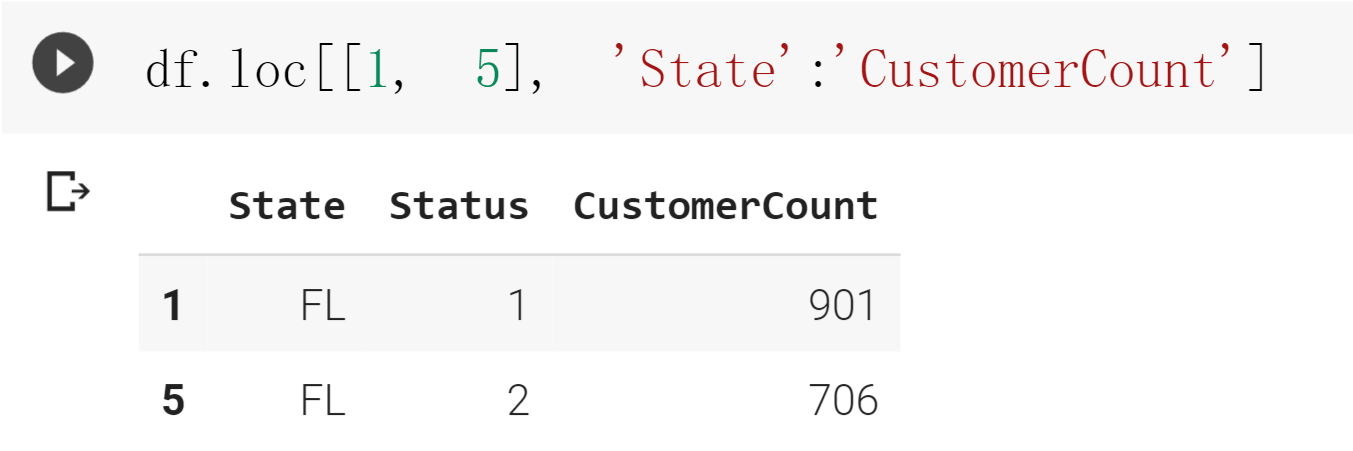 df.loc[[1, 5], 'State':'CustomerCount']
State Status CustomerCount
1 FL 1 901
5 FL 2 706